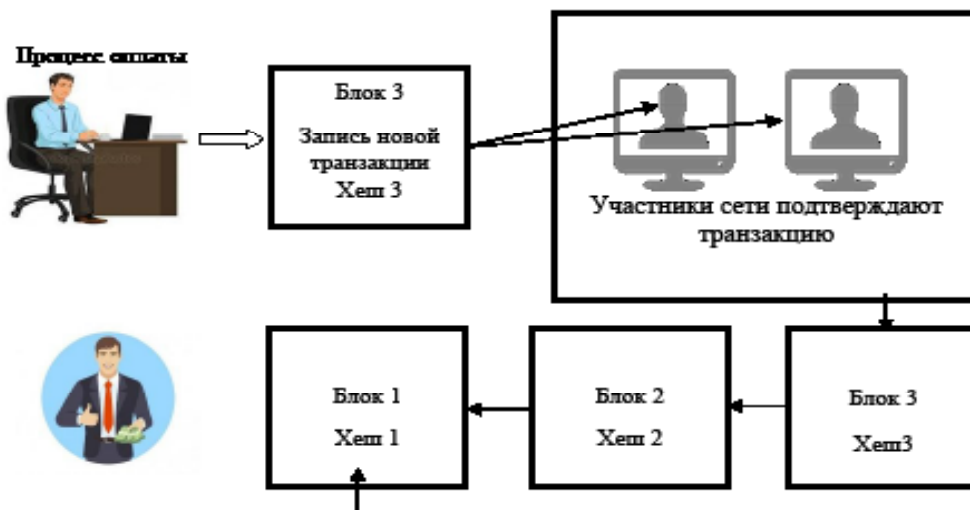 Процесс оплаты
Блок 3
Запись новой
транзакции
Хеш 3
Участники сети подтверждают
транзакцию
Блок 1
Хеш 1
Блок 2
Хеш 2
Блок 3
Хеш3